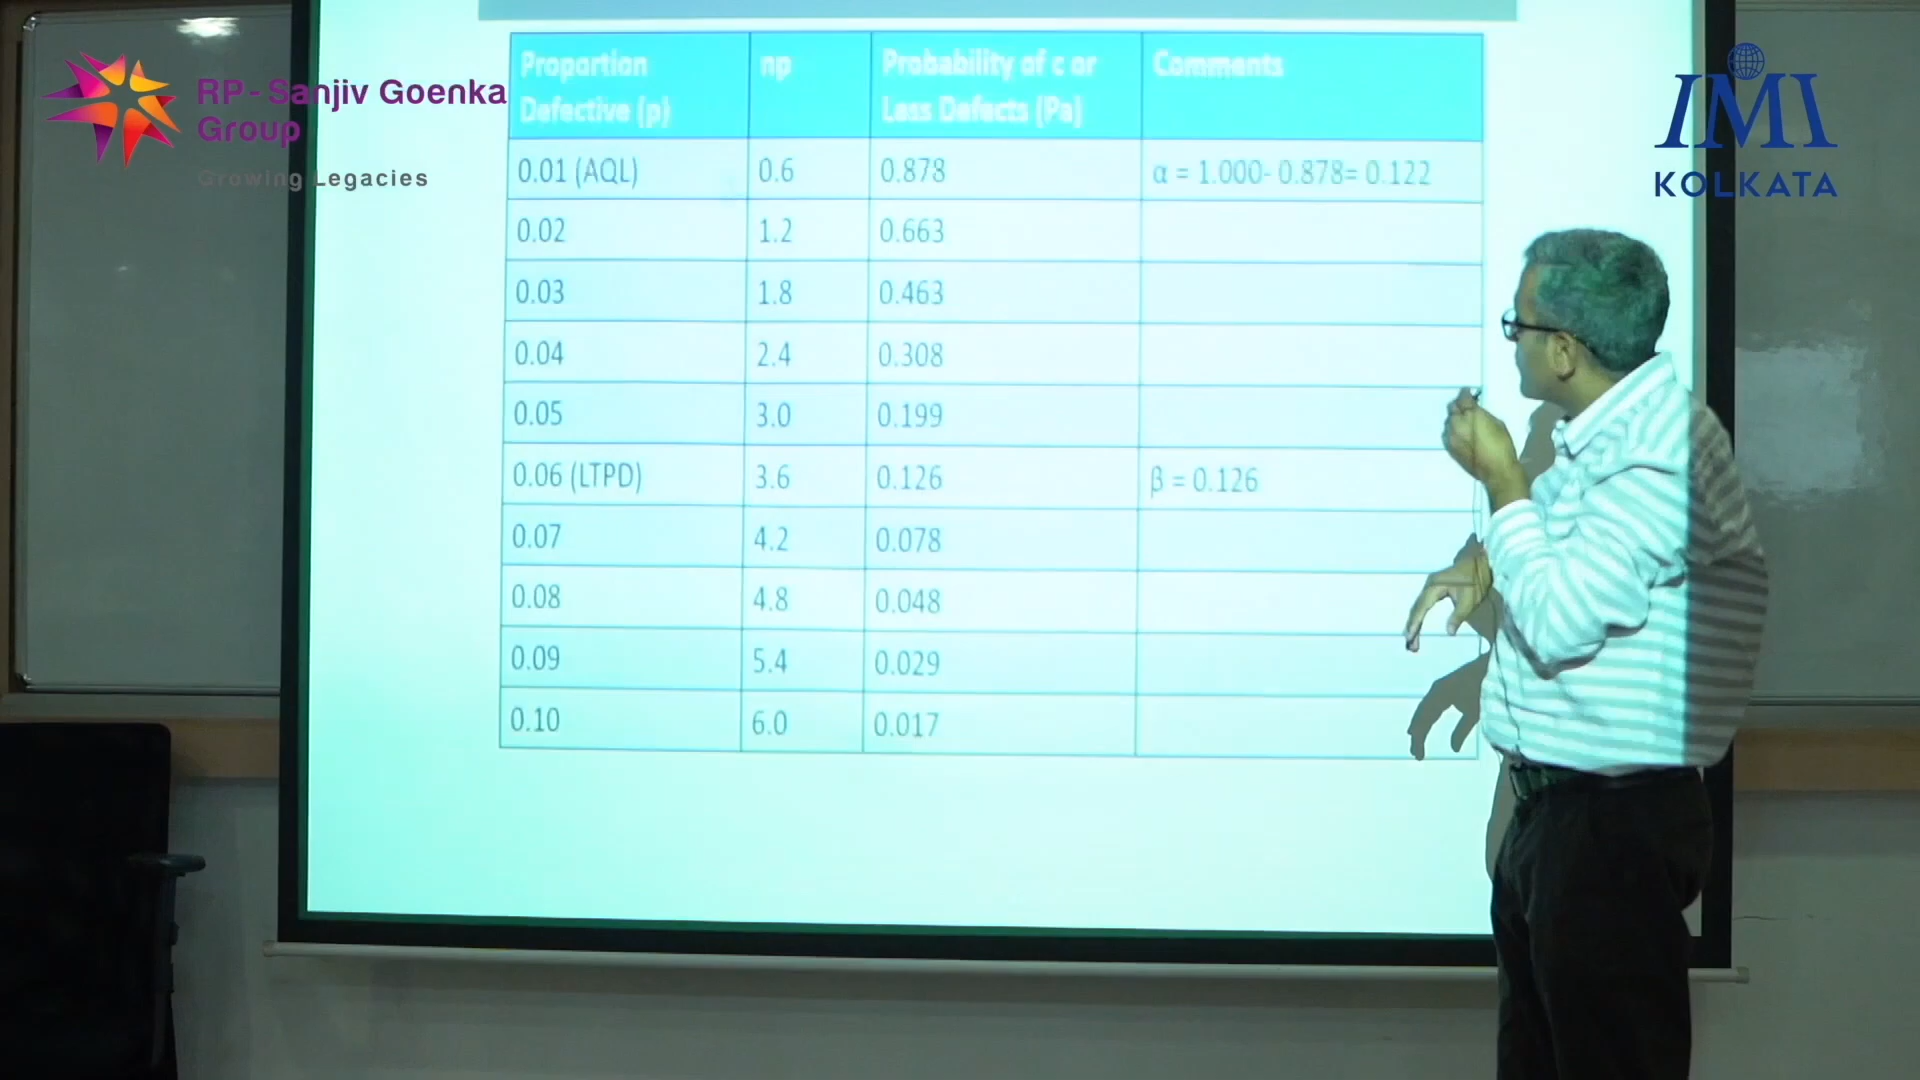 RP - Sanjiv Goenka
Group
Growing Legacies
IMI
KOLKATA
Proportion Defective (p) np Probability of c or Less Defects (Pa) Comments
0.01 (AQL) 0.6 0.878 α = 1.000- 0.878= 0.122
0.02 1.2 0.663
0.03 1.8 0.463
0.04 2.4 0.308
0.05 3.0 0.199
0.06 (LTPD) 3.6 0.126 β = 0.126
0.07 4.2 0.078
0.08 4.8 0.048
0.09 5.4 0.029
0.10 6.0 0.017